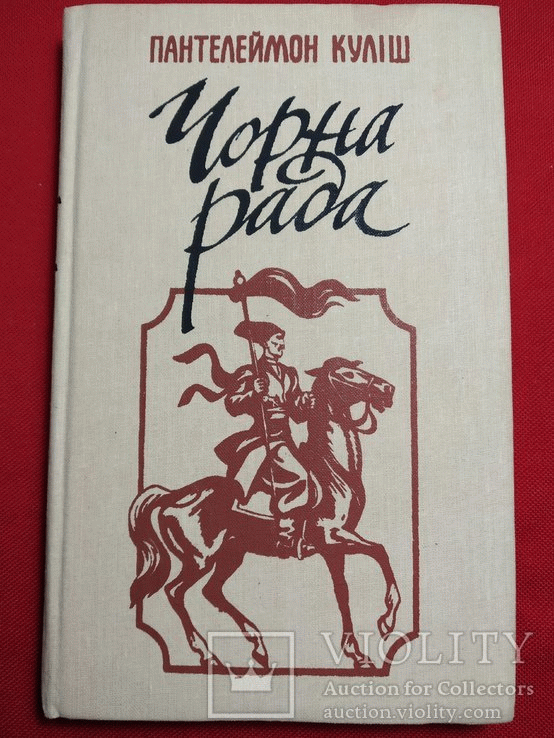 ПАНТЕЛЕЙМОН КУЛІШ
Чорна
рада
VIOLITY
Auction for Collectors
auction.violity.com